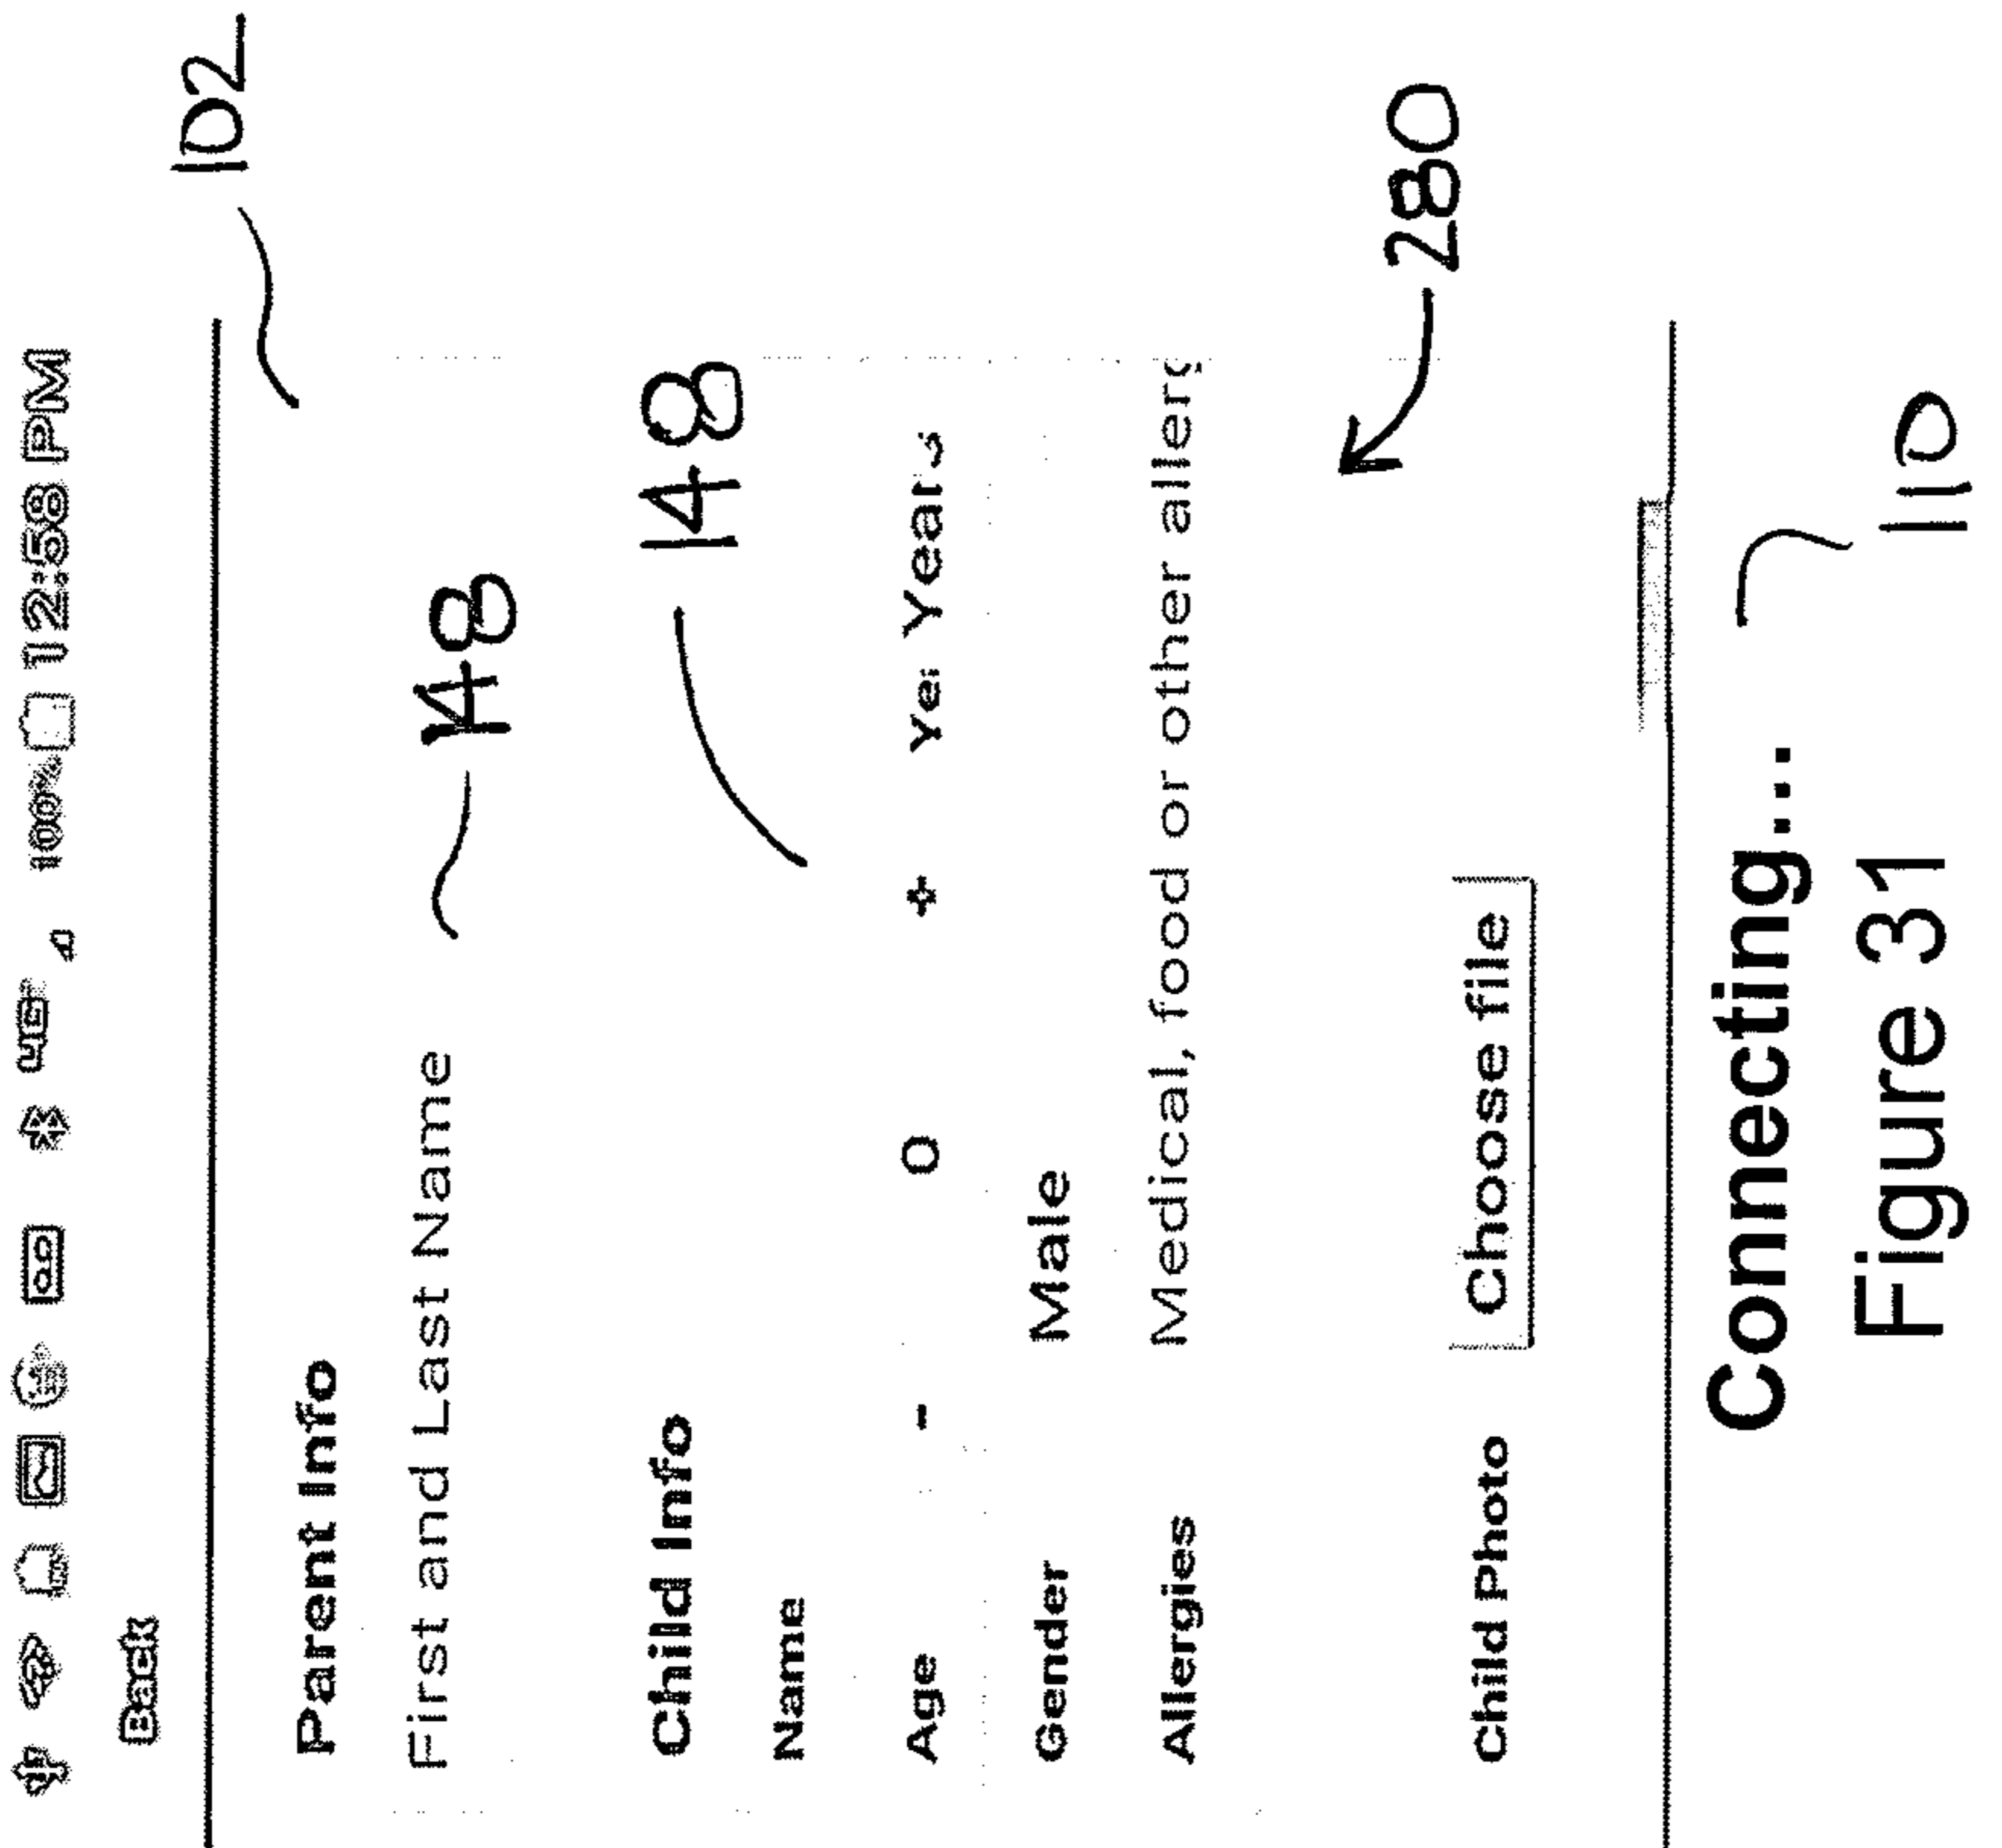 100% 12:58 PM
Back
102
Parent Info
First and Last Name
148
Child Info
148
Name
Age - 0 + Years
Gender Male
Allergies Medical, food or other allerg
280
Child Photo Choose file
Connecting...
110
Figure 31